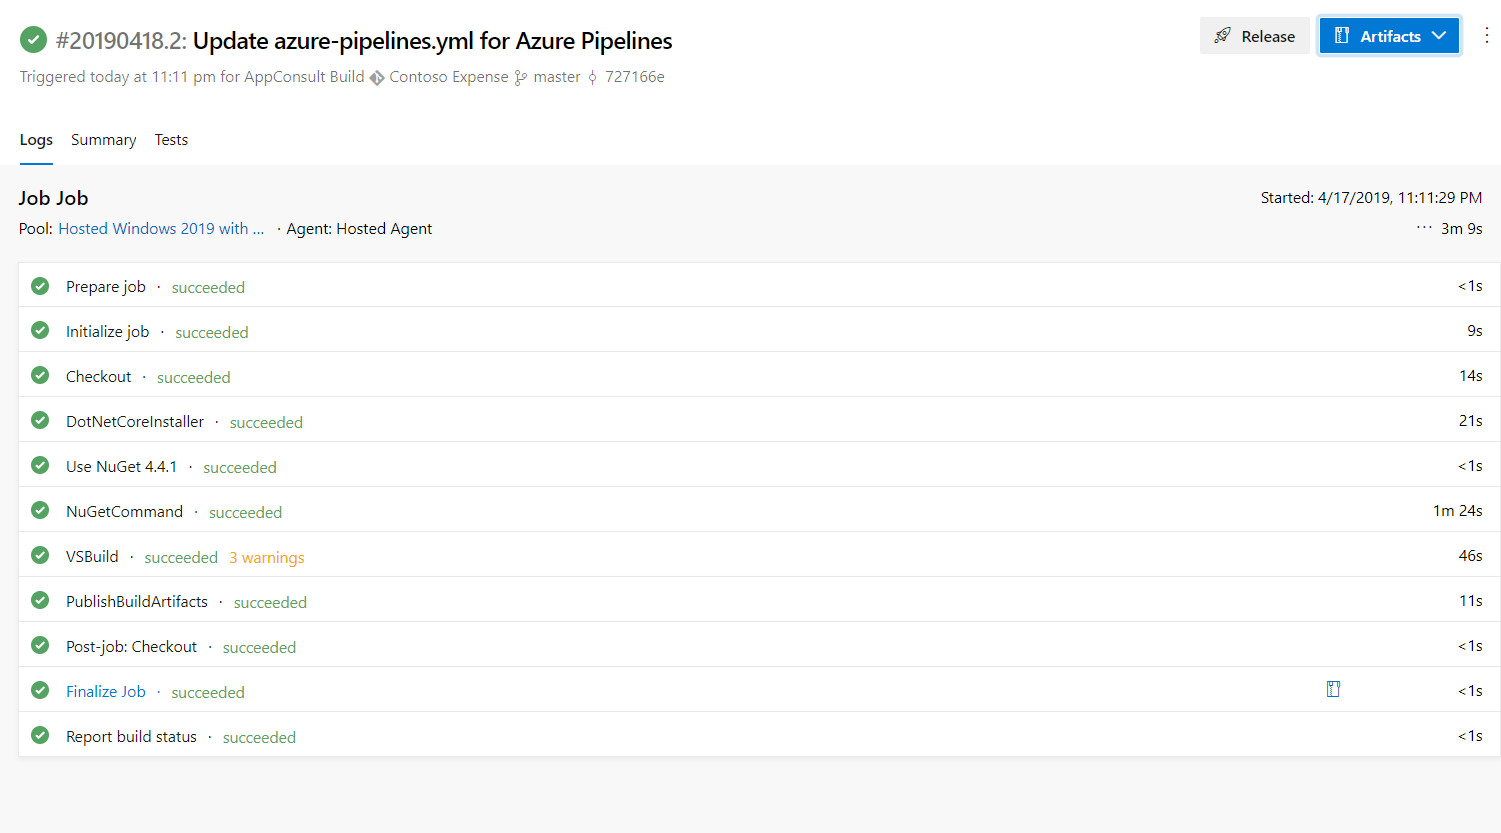 #20190418.2: Update azure-pipelines.yml for Azure Pipelines
Release
Artifacts
Triggered today at 11:11 pm for AppConsult Build Contoso Expense master 727166e
Logs Summary Tests
Job Job
Started: 4/17/2019, 11:11:29 PM
Pool: Hosted Windows 2019 with ... · Agent: Hosted Agent
··· 3m 9s
Prepare job · succeeded <1s
Initialize job · succeeded 9s
Checkout · succeeded 14s
DotNetCoreInstaller · succeeded 21s
Use NuGet 4.4.1 · succeeded <1s
NuGetCommand · succeeded 1m 24s
VSBuild · succeeded 3 warnings 46s
PublishBuildArtifacts · succeeded 11s
Post-job: Checkout · succeeded <1s
Finalize Job · succeeded <1s
Report build status · succeeded <1s